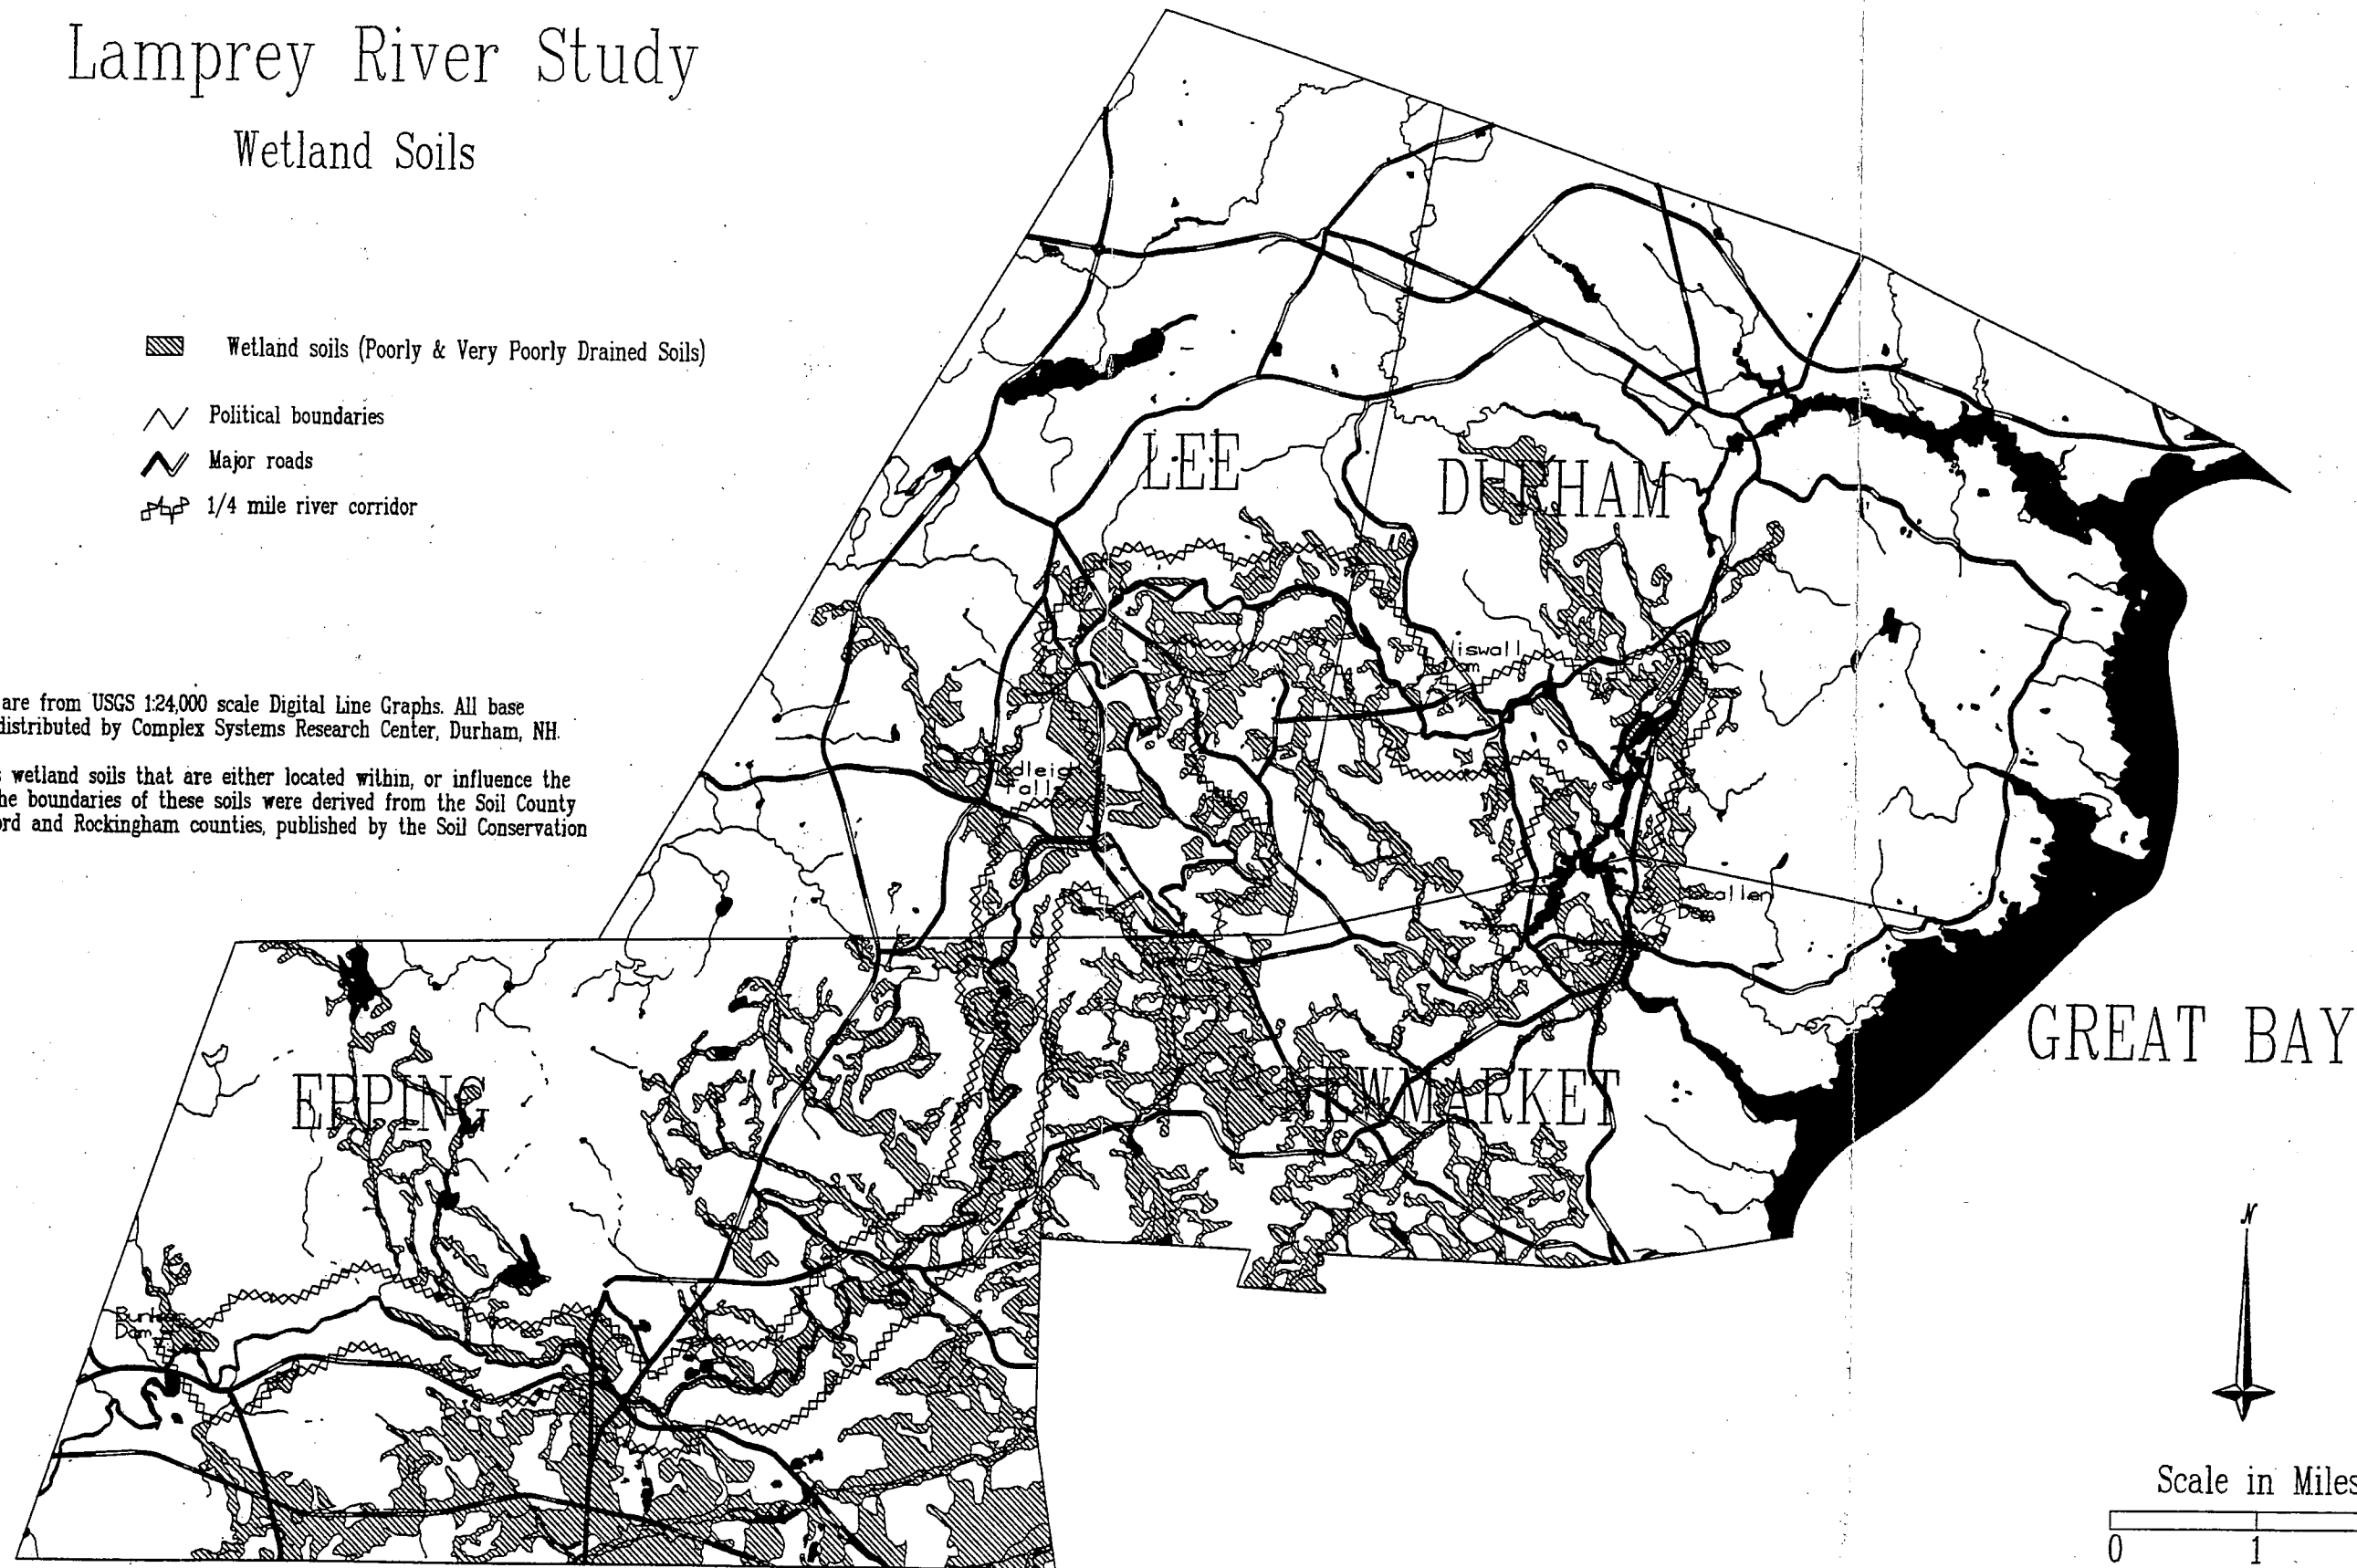 Lamprey River Study
Wetland Soils
Wetland soils (Poorly & Very Poorly Drained Soils)
Political boundaries
Major roads
1/4 mile river corridor
are from USGS 1:24,000 scale Digital Line Graphs. All base
distributed by Complex Systems Research Center, Durham, NH.
wetland soils that are either located within, or influence the
he boundaries of these soils were derived from the Soil County
ord and Rockingham counties, published by the Soil Conservation
LEE
DURHAM
Dam
EPPING
NEWMARKET
GREAT BAY
Dam
N
Scale in Miles
0 1